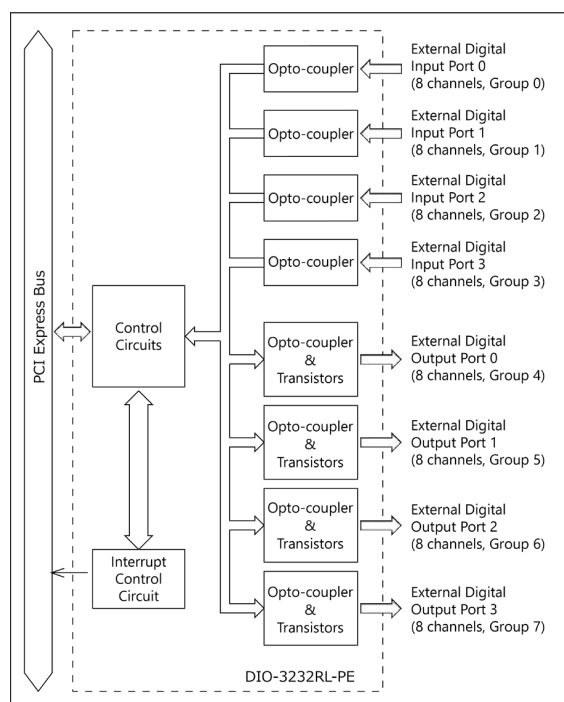 PCI Express Bus
Control
Circuits
Interrupt
Control
Circuit
Opto-coupler
External Digital
Input Port 0
(8 channels, Group 0)
Opto-coupler
External Digital
Input Port 1
(8 channels, Group 1)
Opto-coupler
External Digital
Input Port 2
(8 channels, Group 2)
Opto-coupler
External Digital
Input Port 3
(8 channels, Group 3)
Opto-coupler
&
Transistors
External Digital
Output Port 0
(8 channels, Group 4)
Opto-coupler
&
Transistors
External Digital
Output Port 1
(8 channels, Group 5)
Opto-coupler
&
Transistors
External Digital
Output Port 2
(8 channels, Group 6)
Opto-coupler
&
Transistors
External Digital
Output Port 3
(8 channels, Group 7)
DIO-3232RL-PE